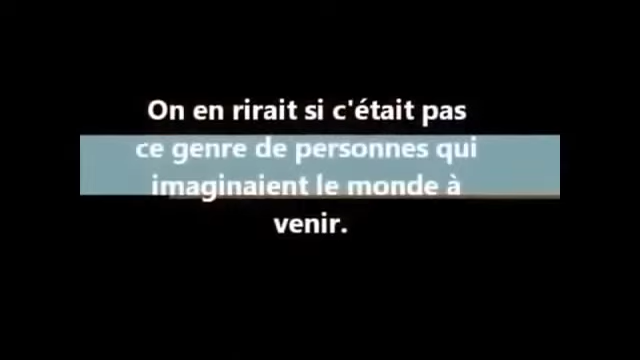 On en rirait si c'était pas
ce genre de personnes qui
imaginaient le monde à
venir.